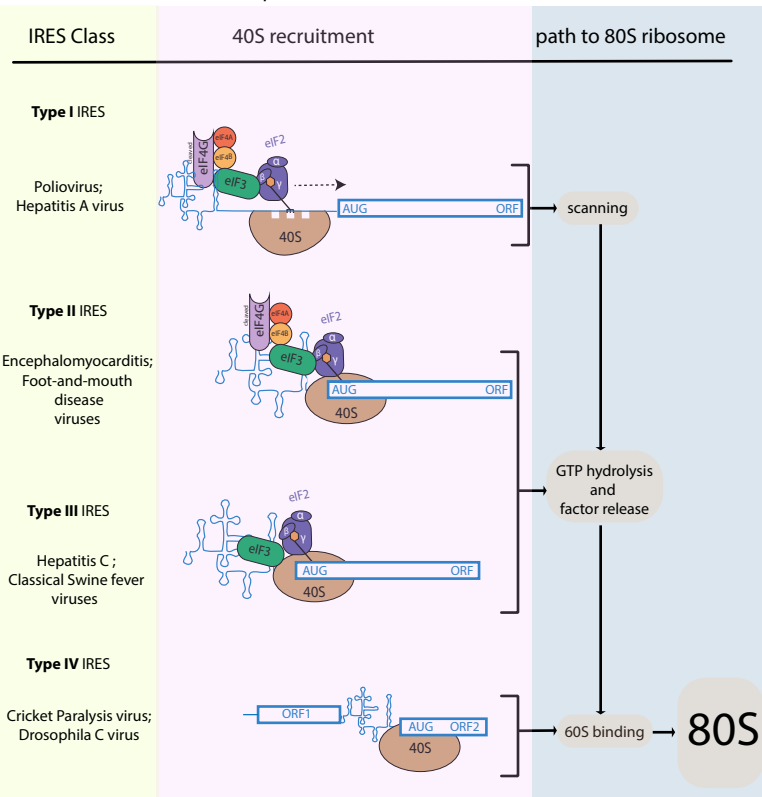 IRES Class
40S recruitment
path to 80S ribosome
Type I IRES
Poliovirus;
Hepatitis A virus
cleaved
eIF4G
eIF4A
eIF4B
eIF3
eIF2
α
β
γ
m
40S
AUG
ORF
scanning
Type II IRES
Encephalomyocarditis;
Foot-and-mouth
disease
viruses
cleaved
eIF4G
eIF4A
eIF4B
eIF3
eIF2
α
β
γ
AUG
ORF
40S
GTP hydrolysis
and
factor release
Type III IRES
Hepatitis C ;
Classical Swine fever
viruses
eIF3
eIF2
α
β
γ
AUG
ORF
40S
Type IV IRES
Cricket Paralysis virus;
Drosophila C virus
ORF1
AUG
ORF2
40S
60S binding
80S